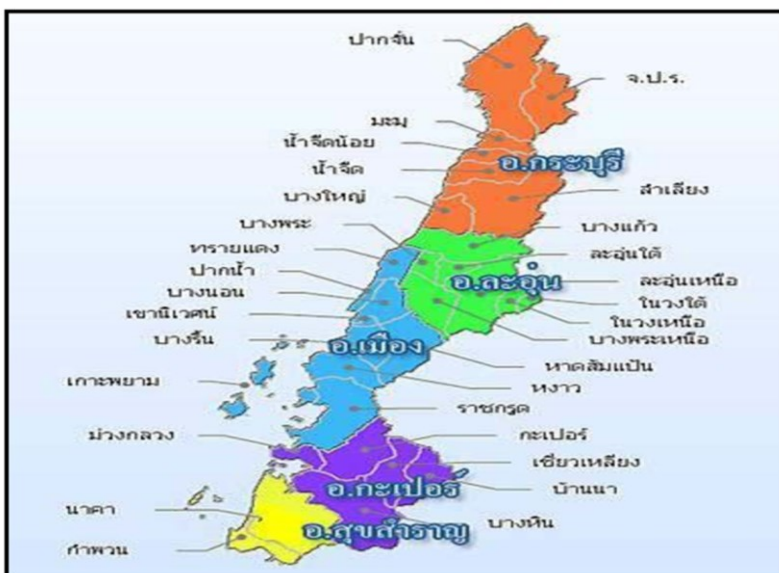 ปากจั่น
จ.ป.ร.
มะมุ
น้ำจืดน้อย
อ.กระบุรี
น้ำจืด
ลำเลียง
บางใหญ่
บางแก้ว
บางพระ
ทรายแดง
ละอุ่นใต้
ปากน้ำ
อ.ละอุ่น
ละอุ่นเหนือ
บางนอน
ในวงใต้
เขานิเวศน์
ในวงเหนือ
บางริ้น
อ.เมือง
บางพระเหนือ
หาดส้มแป้น
เกาะพยาม
หงาว
ราชกรูด
ม่วงกลวง
กะเปอร์
เชี่ยวเหลียง
อ.กะเปอร์
บ้านนา
นาคา
อ.สุขสำราญ
บางหิน
กำพวน